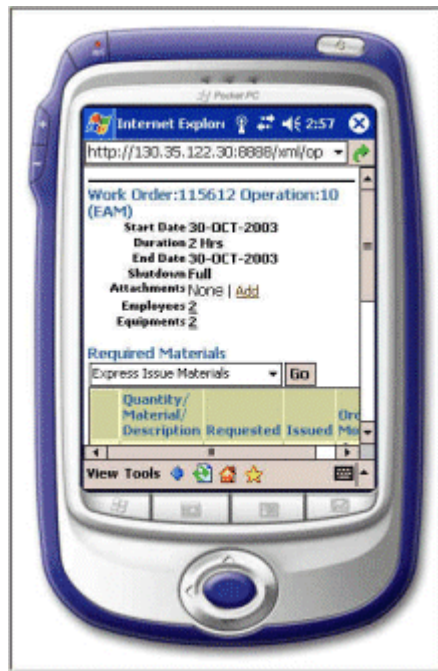 Pocket PC
Internet Explor 2:57
http://130.35.122.30:8888/xml/op
Work Order:115612 Operation:10
(EAM)
Start Date 30-OCT-2003
Duration 2 Hrs
End Date 30-OCT-2003
Shutdown Full
Attachments None | Add
Employees 2
Equipments 2
Required Materials
Express Issue Materials Go
Quantity/
Material/
Description Requested Issued
View Tools